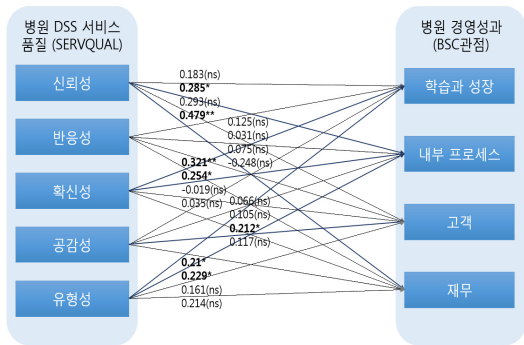 병원 DSS 서비스
품질 (SERVQUAL)
신뢰성
반응성
확신성
공감성
유형성
0.183(ns)
0.285*
0.293(ns)
0.479**
0.125(ns)
0.031(ns)
0.075(ns)
-0.248(ns)
0.321**
0.254*
-0.019(ns)
0.035(ns)
0.066(ns)
0.105(ns)
0.212*
0.117(ns)
0.21*
0.229*
0.161(ns)
0.214(ns)
병원 경영성과
(BSC관점)
학습과 성장
내부 프로세스
고객
재무